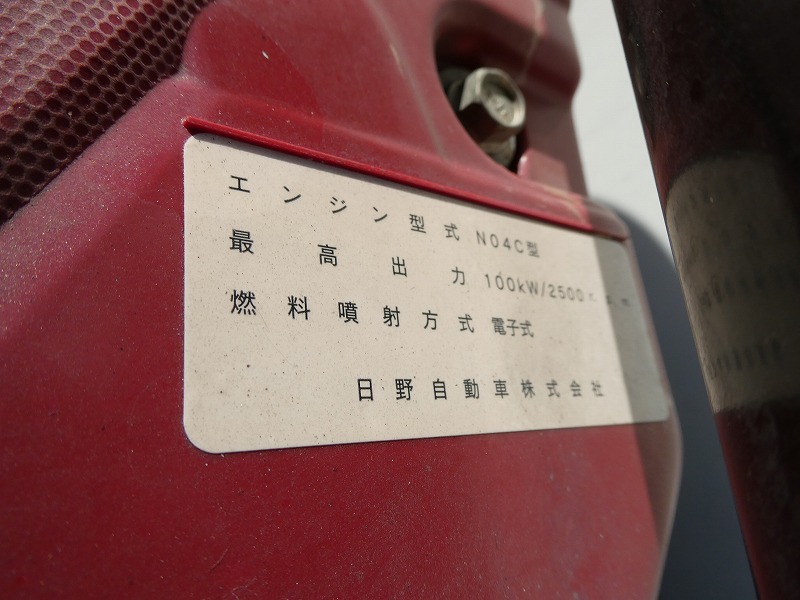 エンジン型式 N04C型
最高出力 100kW/2500r.p.m
燃料噴射方式 電子式
日野自動車株式会社